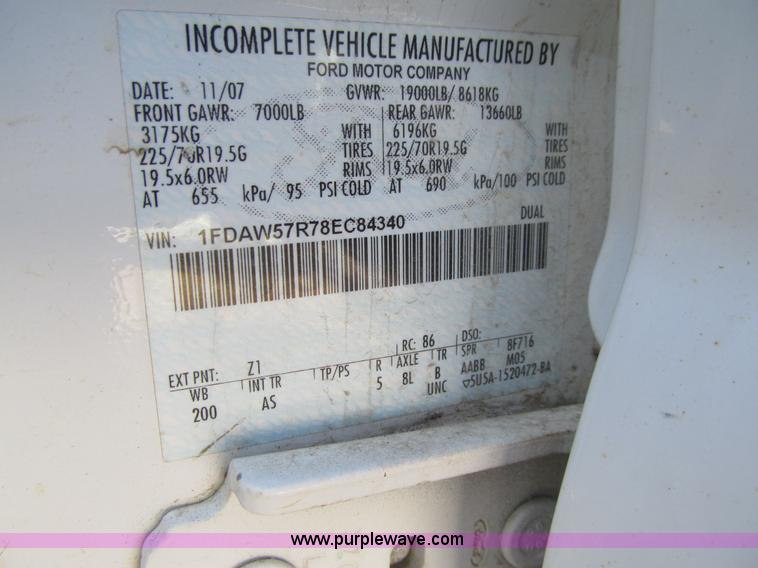 INCOMPLETE VEHICLE MANUFACTURED BY
FORD MOTOR COMPANY
DATE: 11/07 GVWR: 19000LB/ 8618KG
FRONT GAWR: 7000LB REAR GAWR: 13660LB
3175KG WITH 6196KG WITH
225/70R19.5G TIRES 225/70R19.5G TIRES
19.5x6.0RW RIMS 19.5x6.0RW RIMS
AT 655 kPa/ 95 PSI COLD AT 690 kPa/100 PSI COLD
DUAL
VIN: 1FDAW57R78EC84340
EXT PNT: Z1 RC: 86 DSO:
WB INT TR TP/PS R AXLE TR SPR 8F716
200 AS 5 8L B AABB M05
UNC ▽5U5A-1520472-BA
www.purplewave.com